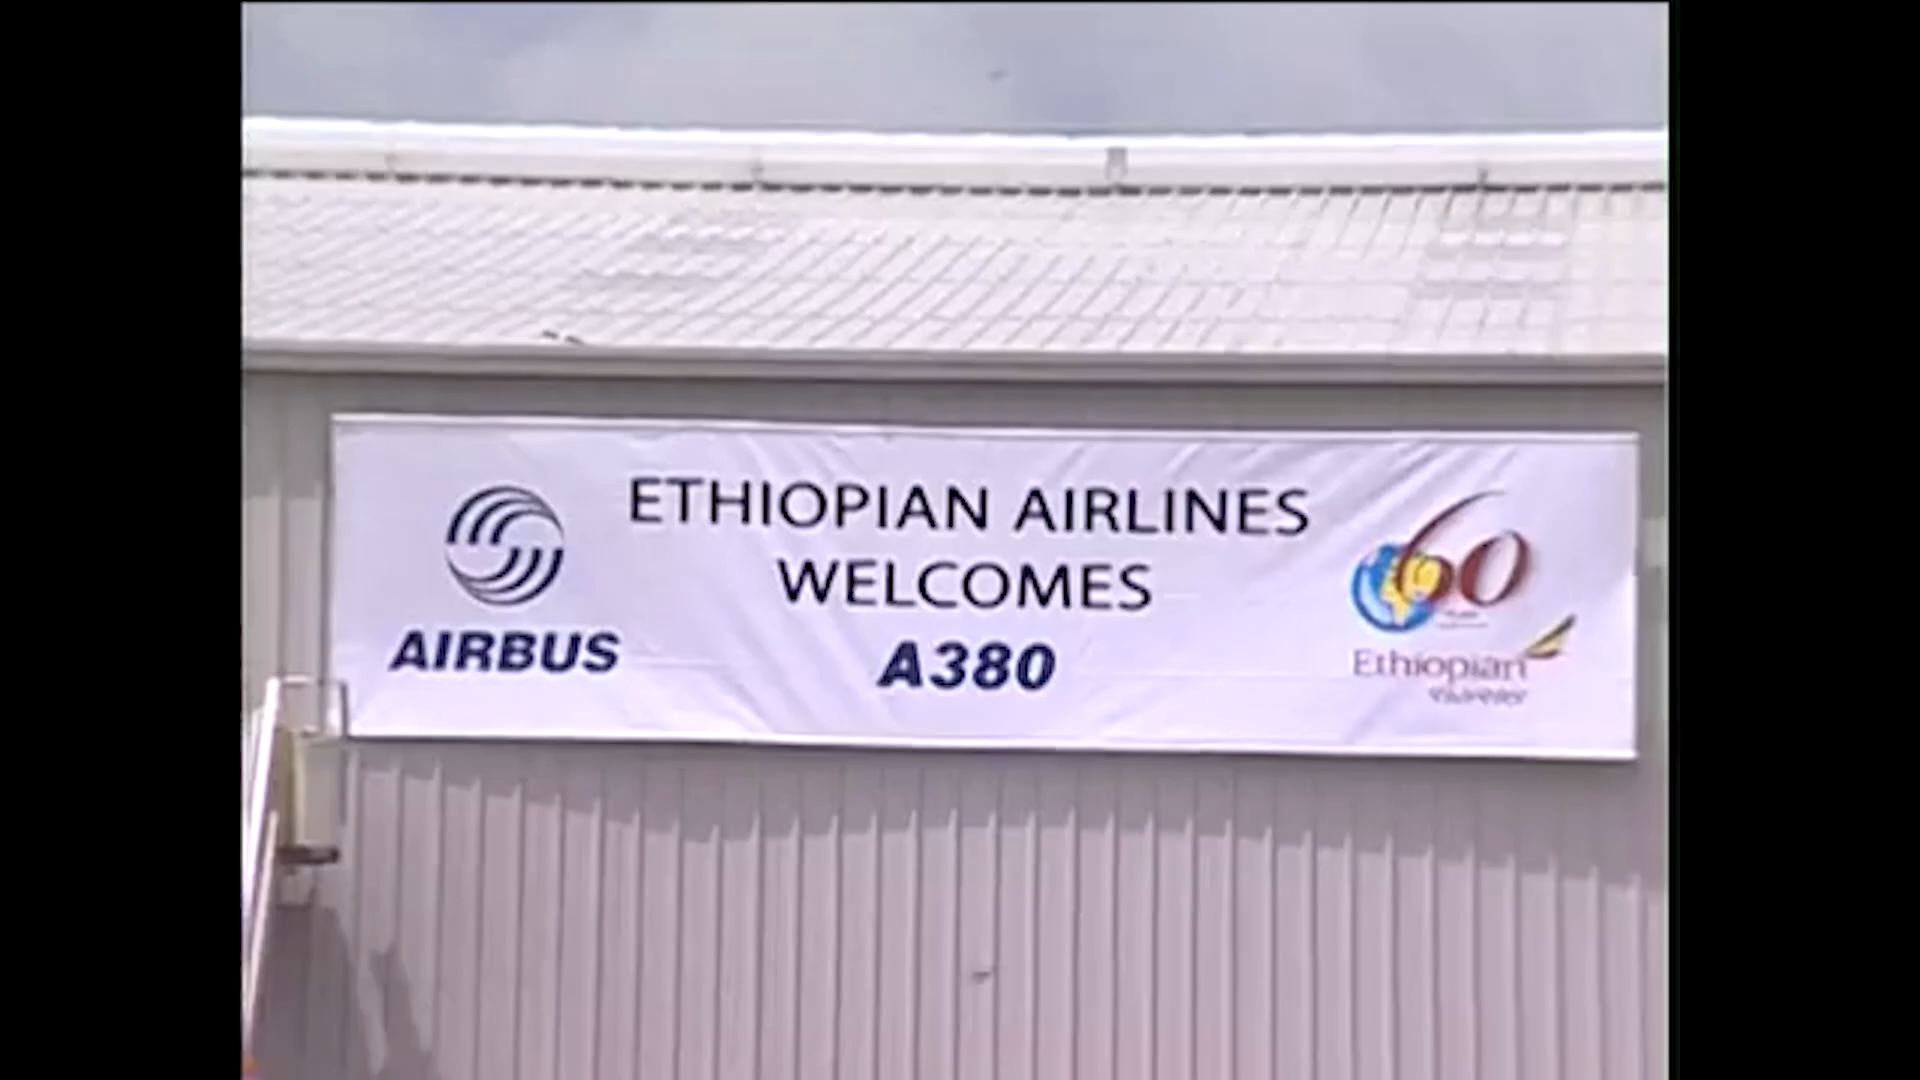 ETHIOPIAN AIRLINES
WELCOMES
A380
AIRBUS
60
Ethiopian